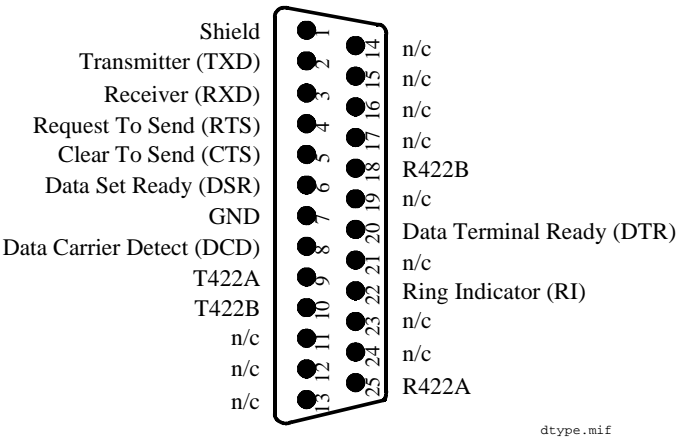 Shield
Transmitter (TXD)
Receiver (RXD)
Request To Send (RTS)
Clear To Send (CTS)
Data Set Ready (DSR)
GND
Data Carrier Detect (DCD)
T422A
T422B
n/c
n/c
n/c
1
2
3
4
5
6
7
8
9
10
11
12
13
14
15
16
17
18
19
20
21
22
23
24
25
n/c
n/c
n/c
n/c
R422B
n/c
Data Terminal Ready (DTR)
n/c
Ring Indicator (RI)
n/c
n/c
R422A
dtype.mif